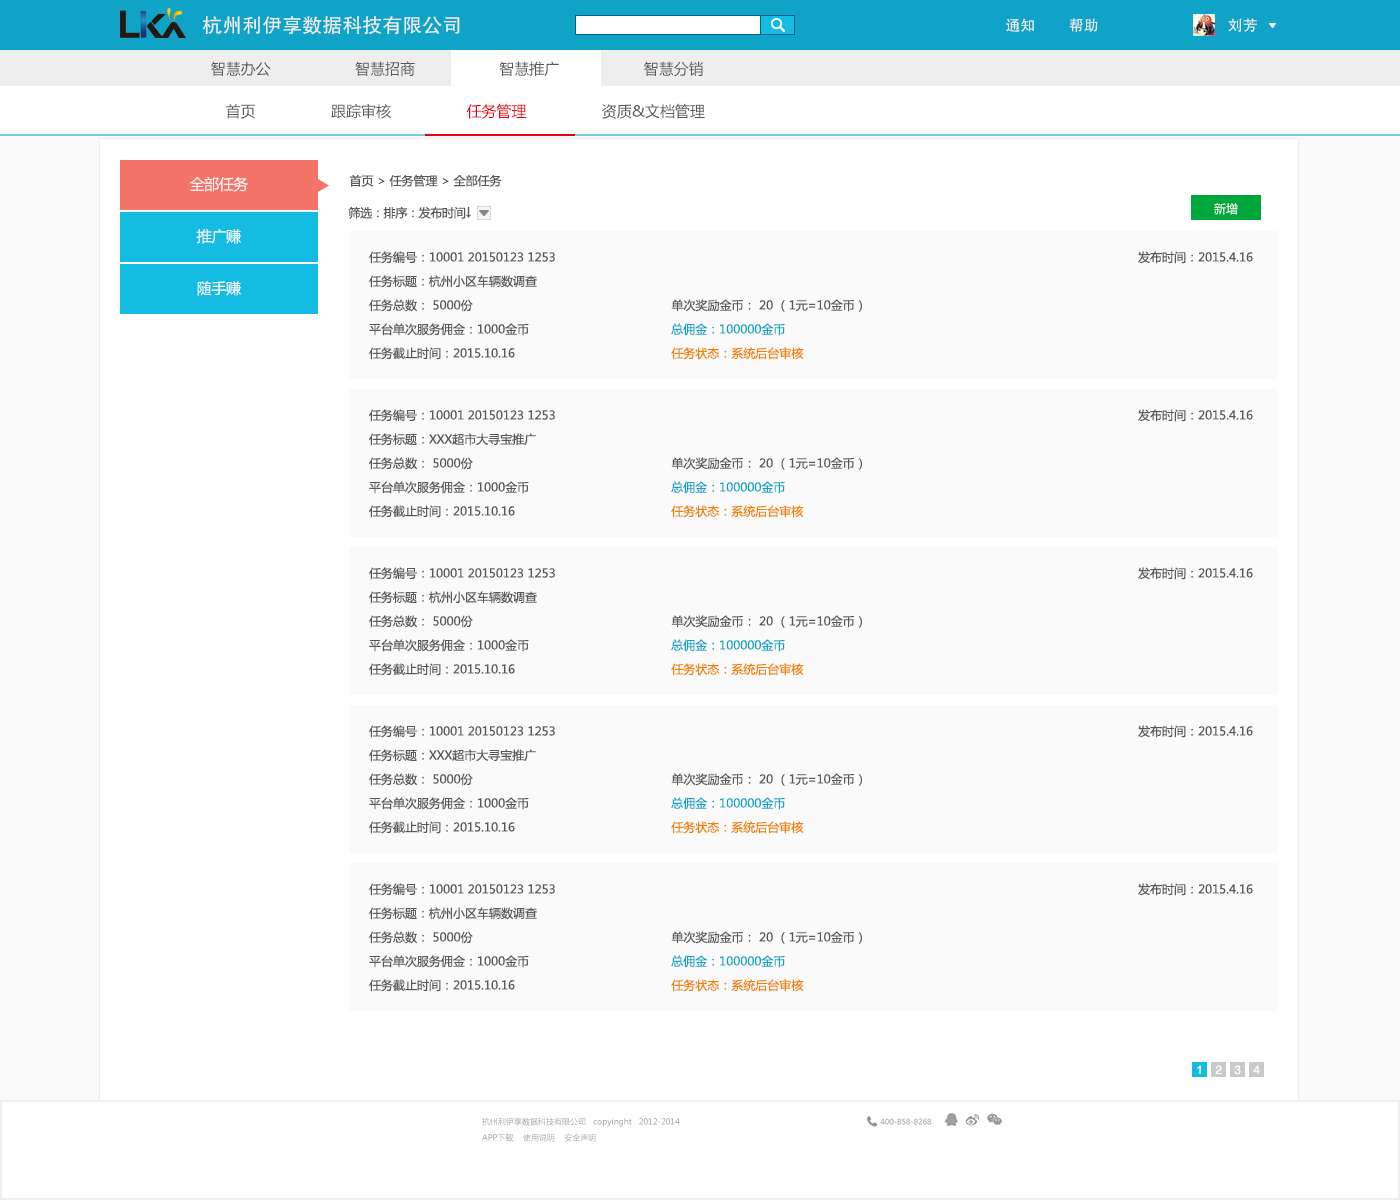 LKA 杭州利伊享数据科技有限公司 通知 帮助 刘芳
智慧办公 智慧招商 智慧推广 智慧分销
首页 跟踪审核 任务管理 资质&文档管理
全部任务
推广赚
随手赚
首页 > 任务管理 > 全部任务
筛选：排序：发布时间↓
新增
任务编号：10001 20150123 1253 发布时间：2015.4.16
任务标题：杭州小区车辆数调查
任务总数： 5000份 单次奖励金币： 20 （1元=10金币）
平台单次服务佣金：1000金币 总佣金：100000金币
任务截止时间：2015.10.16 任务状态：系统后台审核
任务编号：10001 20150123 1253 发布时间：2015.4.16
任务标题：XXX超市大寻宝推广
任务总数： 5000份 单次奖励金币： 20 （1元=10金币）
平台单次服务佣金：1000金币 总佣金：100000金币
任务截止时间：2015.10.16 任务状态：系统后台审核
任务编号：10001 20150123 1253 发布时间：2015.4.16
任务标题：杭州小区车辆数调查
任务总数： 5000份 单次奖励金币： 20 （1元=10金币）
平台单次服务佣金：1000金币 总佣金：100000金币
任务截止时间：2015.10.16 任务状态：系统后台审核
任务编号：10001 20150123 1253 发布时间：2015.4.16
任务标题：XXX超市大寻宝推广
任务总数： 5000份 单次奖励金币： 20 （1元=10金币）
平台单次服务佣金：1000金币 总佣金：100000金币
任务截止时间：2015.10.16 任务状态：系统后台审核
任务编号：10001 20150123 1253 发布时间：2015.4.16
任务标题：杭州小区车辆数调查
任务总数： 5000份 单次奖励金币： 20 （1元=10金币）
平台单次服务佣金：1000金币 总佣金：100000金币
任务截止时间：2015.10.16 任务状态：系统后台审核
1 2 3 4
杭州利伊享数据科技有限公司 copyinght 2012-2014 400-858-8268
APP下载 使用说明 安全声明